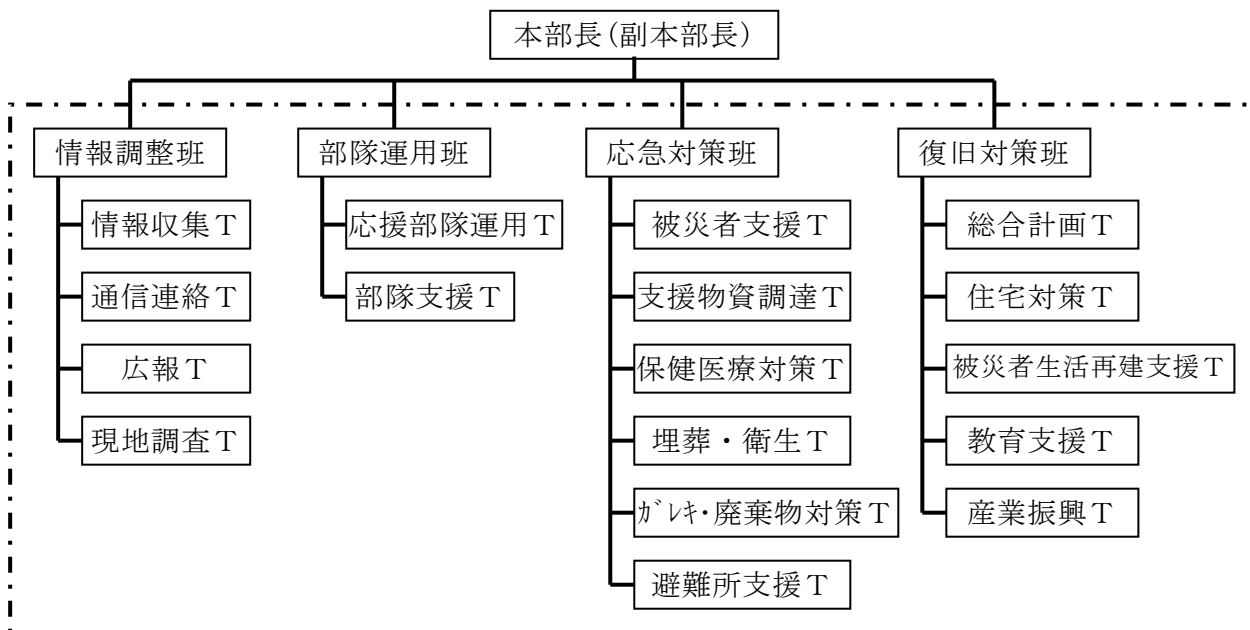 本部長(副本部長)
情報調整班
情報収集T
通信連絡T
広報T
現地調査T
部隊運用班
応援部隊運用T
部隊支援T
応急対策班
被災者支援T
支援物資調達T
保健医療対策T
埋葬・衛生T
ガレキ・廃棄物対策T
避難所支援T
復旧対策班
総合計画T
住宅対策T
被災者生活再建支援T
教育支援T
産業振興T